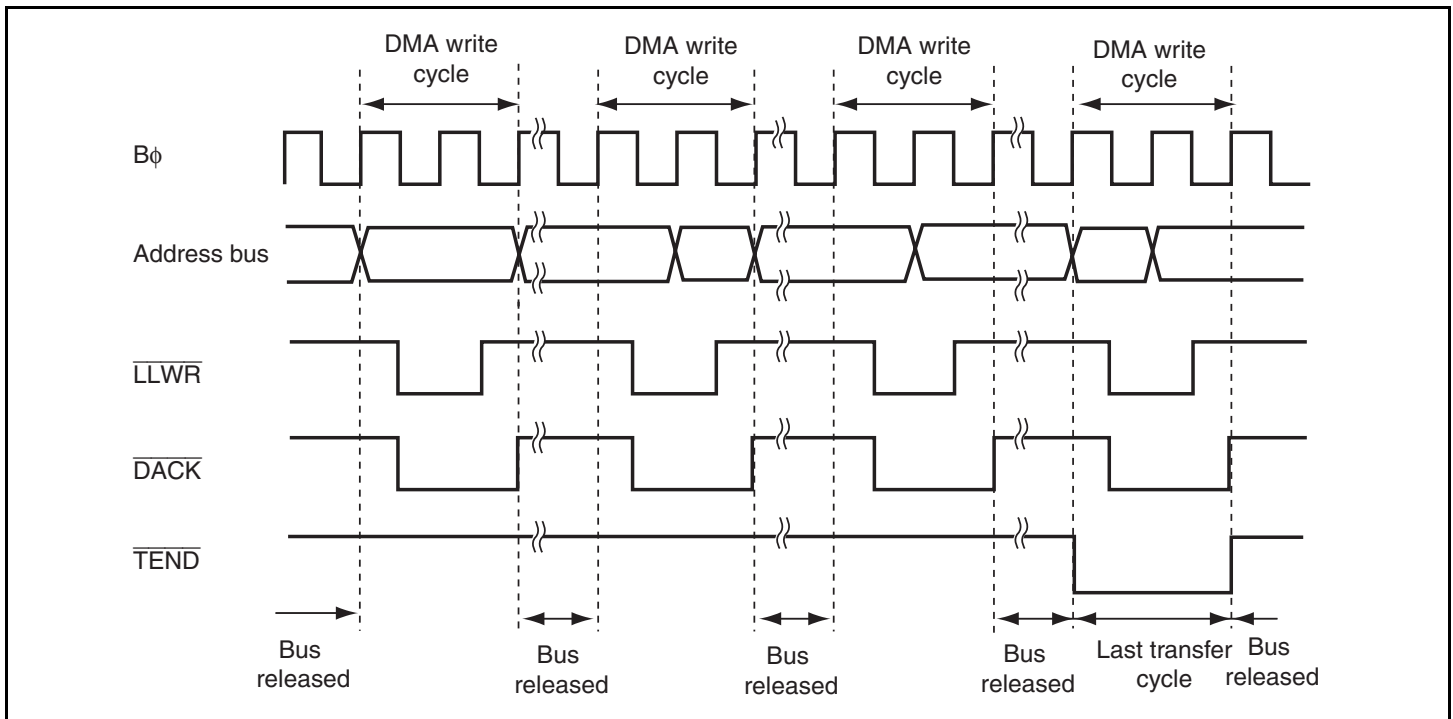 DMA write
cycle
DMA write
cycle
DMA write
cycle
DMA write
cycle
Bϕ
Address bus
LLWR
DACK
TEND
Bus
released
Bus
released
Bus
released
Bus
released
Last transfer
cycle
Bus
released